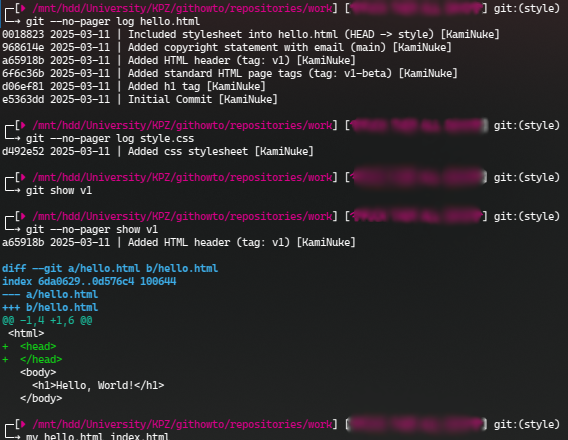 [ /mnt/hdd/University/KPZ/githowto/repositories/work] [ ] git:(style)
git --no-pager log hello.html
0018823 2025-03-11 | Included stylesheet into hello.html (HEAD -> style) [KamiNuke]
968614e 2025-03-11 | Added copyright statement with email (main) [KamiNuke]
a65918b 2025-03-11 | Added HTML header (tag: v1) [KamiNuke]
6f6c36b 2025-03-11 | Added standard HTML page tags (tag: v1-beta) [KamiNuke]
d06ef81 2025-03-11 | Added h1 tag [KamiNuke]
e5363dd 2025-03-11 | Initial Commit [KamiNuke]
[ /mnt/hdd/University/KPZ/githowto/repositories/work] [ ] git:(style)
git --no-pager log style.css
d492e52 2025-03-11 | Added css stylesheet [KamiNuke]
[ /mnt/hdd/University/KPZ/githowto/repositories/work] [ ] git:(style)
git show v1
[ /mnt/hdd/University/KPZ/githowto/repositories/work] [ ] git:(style)
git --no-pager show v1
a65918b 2025-03-11 | Added HTML header (tag: v1) [KamiNuke]
diff --git a/hello.html b/hello.html
index 6da0629..0d576c4 100644
--- a/hello.html
+++ b/hello.html
@@ -1,4 +1,6 @@
<html>
+ <head>
+ </head>
<body>
<h1>Hello, World!</h1>
</body>
[ /mnt/hdd/University/KPZ/githowto/repositories/work] [ ] git:(style)
mv hello.html index.html